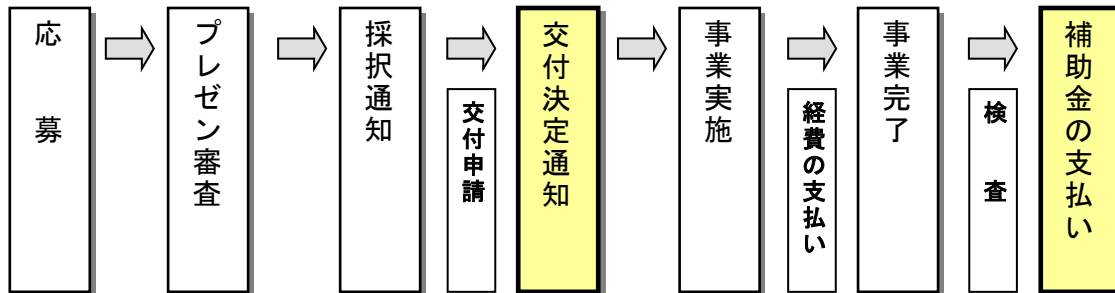 応募
プレゼン審査
採択通知
交付申請
交付決定通知
事業実施
経費の支払い
事業完了
検査
補助金の支払い